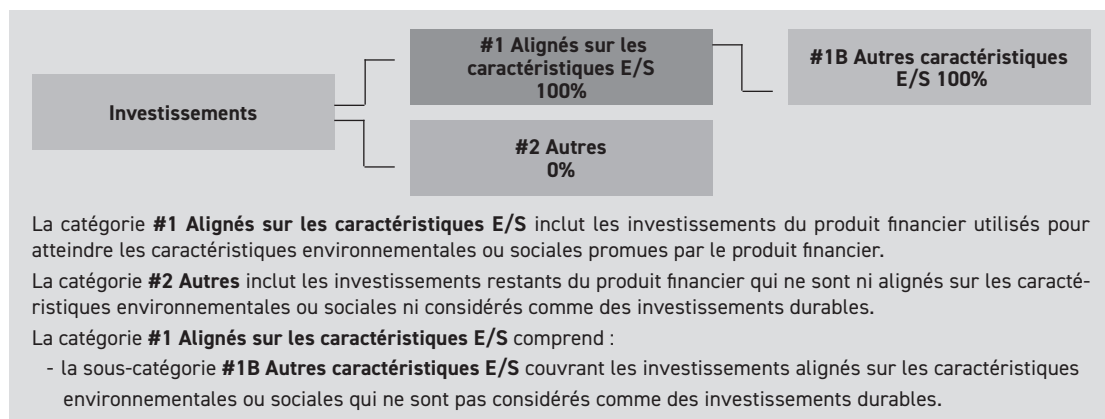 #1 Alignés sur les
caractéristiques E/S
100%
#1B Autres caractéristiques
E/S 100%
Investissements
#2 Autres
0%
La catégorie #1 Alignés sur les caractéristiques E/S inclut les investissements du produit financier utilisés pour
atteindre les caractéristiques environnementales ou sociales promues par le produit financier.
La catégorie #2 Autres inclut les investissements restants du produit financier qui ne sont ni alignés sur les caracté-
ristiques environnementales ou sociales ni considérés comme des investissements durables.
La catégorie #1 Alignés sur les caractéristiques E/S comprend :
- la sous-catégorie #1B Autres caractéristiques E/S couvrant les investissements alignés sur les caractéristiques
environnementales ou sociales qui ne sont pas considérés comme des investissements durables.